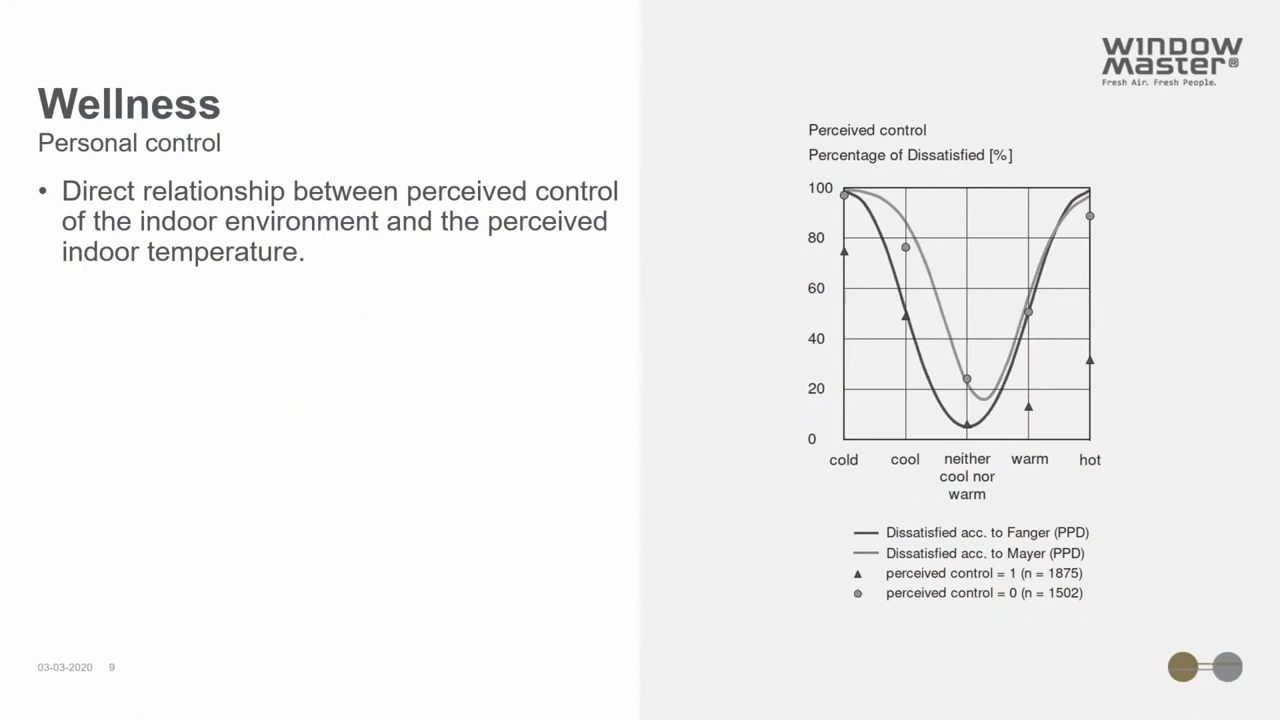 WINDOW
Master®
Fresh Air. Fresh People.
Wellness
Personal control
• Direct relationship between perceived control
of the indoor environment and the perceived
indoor temperature.
Perceived control
Percentage of Dissatisfied [%]
100
80
60
40
20
0
cold cool neither warm hot
cool nor
warm
Dissatisfied acc. to Fanger (PPD)
Dissatisfied acc. to Mayer (PPD)
perceived control = 1 (n = 1875)
perceived control = 0 (n = 1502)
03-03-2020 9